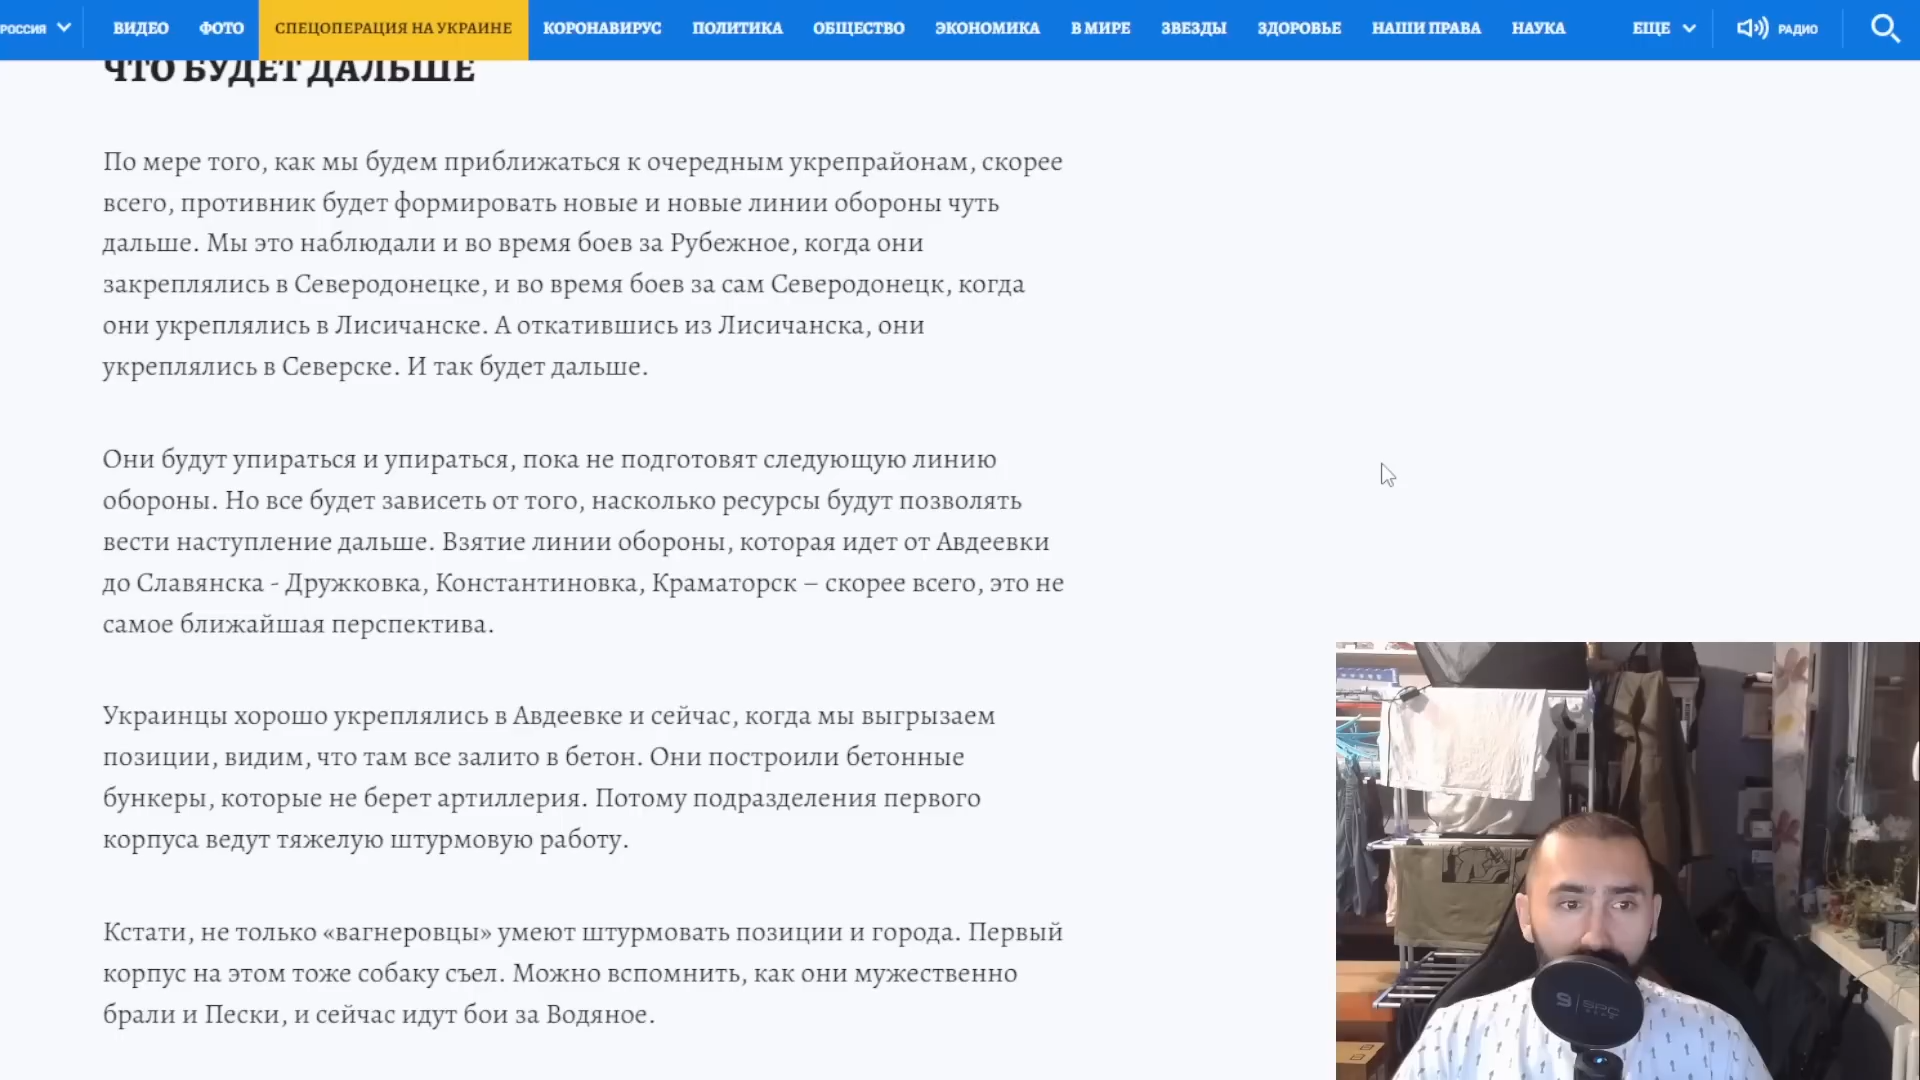 РОССИЯ ВИДЕО ФОТО СПЕЦОПЕРАЦИЯ НА УКРАИНЕ КОРОНАВИРУС ПОЛИТИКА ОБЩЕСТВО ЭКОНОМИКА В МИРЕ ЗВЕЗДЫ ЗДОРОВЬЕ НАШИ ПРАВА НАУКА ЕЩЕ РАДИО
ЧТО БУДЕТ ДАЛЬШЕ
По мере того, как мы будем приближаться к очередным укрепрайонам, скорее
всего, противник будет формировать новые и новые линии обороны чуть
дальше. Мы это наблюдали и во время боев за Рубежное, когда они
закреплялись в Северодонецке, и во время боев за сам Северодонецк, когда
они укреплялись в Лисичанске. А откатившись из Лисичанска, они
укреплялись в Северске. И так будет дальше.
Они будут упираться и упираться, пока не подготовят следующую линию
обороны. Но все будет зависеть от того, насколько ресурсы будут позволять
вести наступление дальше. Взятие линии обороны, которая идет от Авдеевки
до Славянска - Дружковка, Константиновка, Краматорск – скорее всего, это не
самое ближайшая перспектива.
Украинцы хорошо укреплялись в Авдеевке и сейчас, когда мы выгрызаем
позиции, видим, что там все залито в бетон. Они построили бетонные
бункеры, которые не берет артиллерия. Потому подразделения первого
корпуса ведут тяжелую штурмовую работу.
Кстати, не только «вагнеровцы» умеют штурмовать позиции и города. Первый
корпус на этом тоже собаку съел. Можно вспомнить, как они мужественно
брали и Пески, и сейчас идут бои за Водяное.
SPC